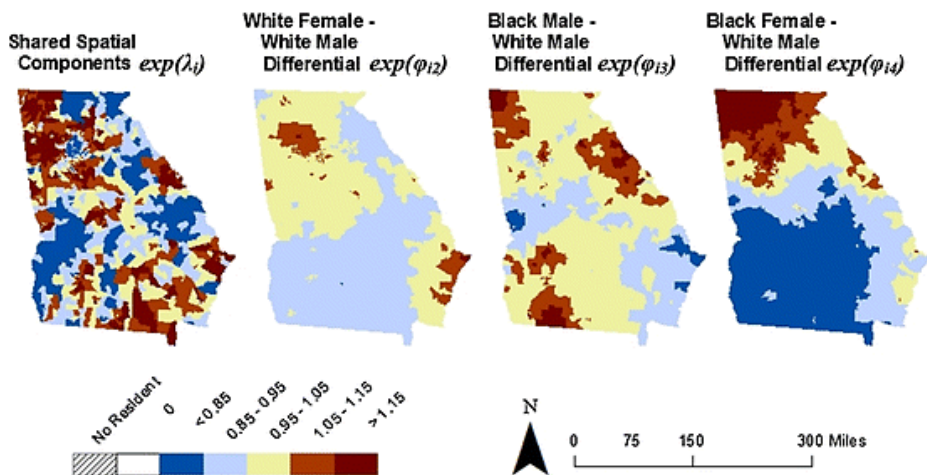 Shared Spatial
Components exp(λi)
White Female -
White Male
Differential exp(φi2)
Black Male -
White Male
Differential exp(φi3)
Black Female -
White Male
Differential exp(φi4)
No Resident
0
<0.85
0.85 - 0.95
0.95 - 1.05
1.05 - 1.15
> 1.15
N
0 75 150 300 Miles